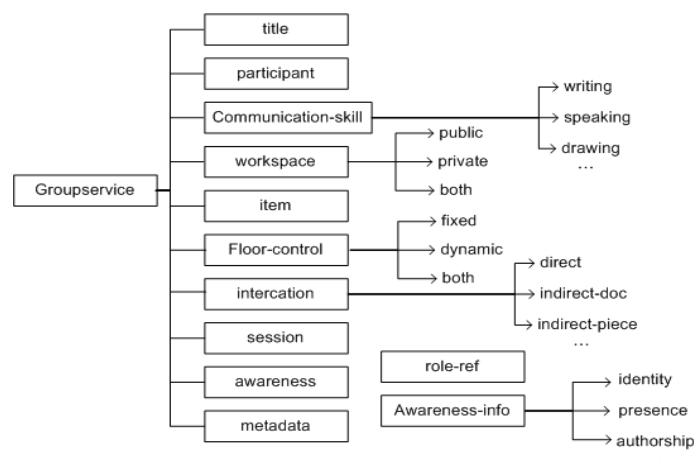 Groupservice
title
participant
Communication-skill
writing
speaking
drawing
...
workspace
public
private
both
item
Floor-control
fixed
dynamic
both
intercation
direct
indirect-doc
indirect-piece
...
session
awareness
metadata
role-ref
Awareness-info
identity
presence
authorship